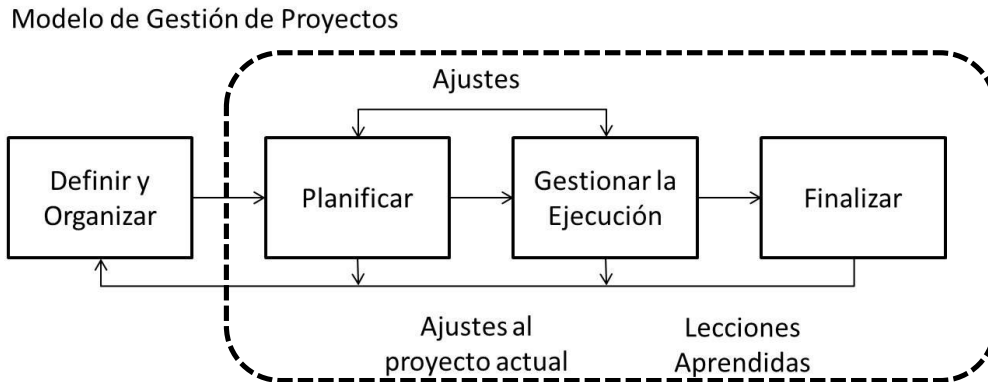 Modelo de Gestión de Proyectos
Ajustes
Definir y
Organizar
Planificar
Gestionar la
Ejecución
Finalizar
Ajustes al
proyecto actual
Lecciones
Aprendidas